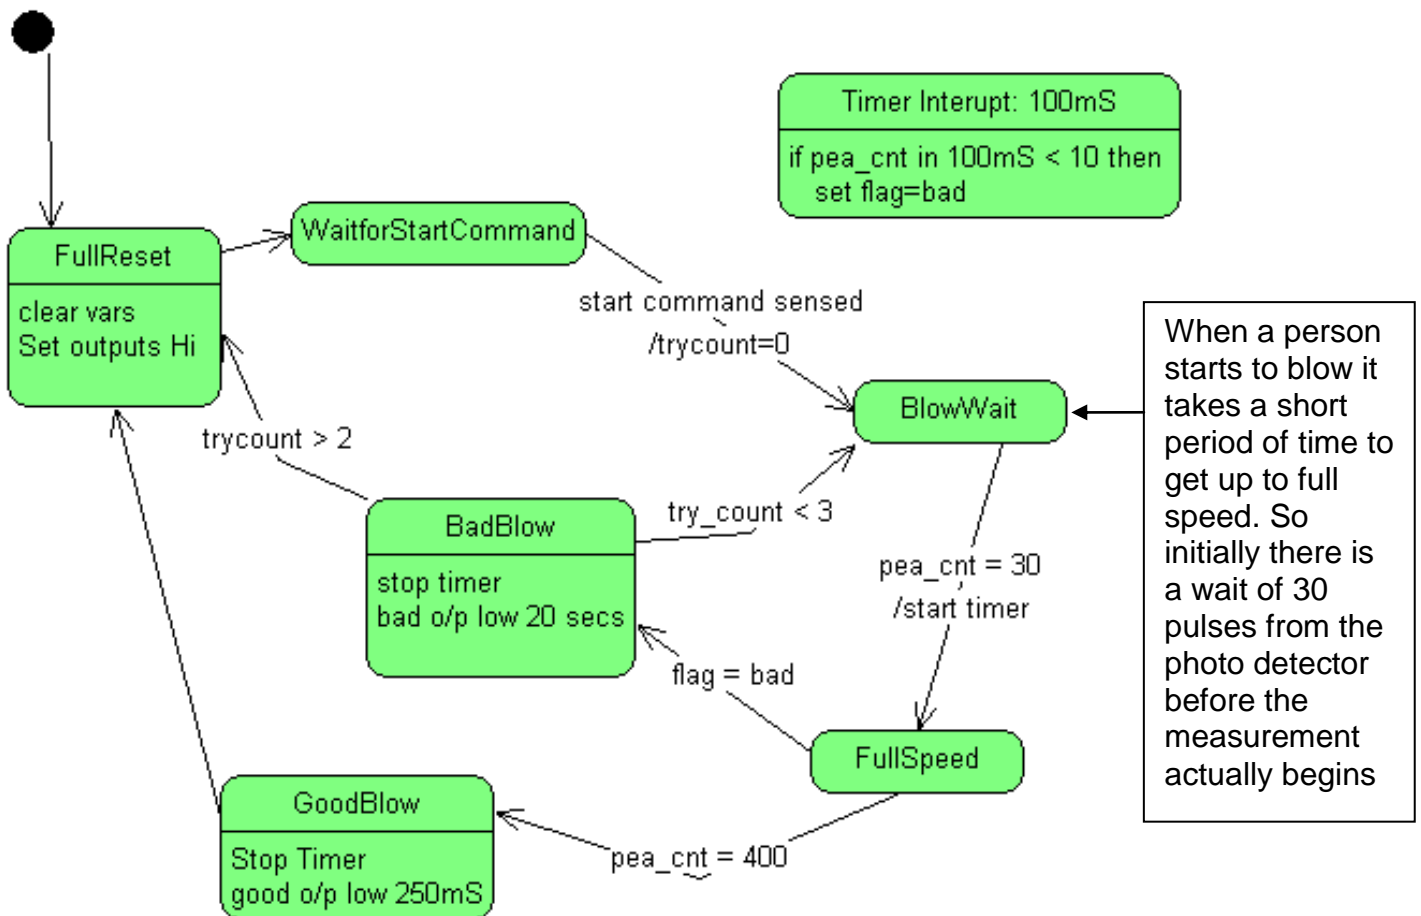 Timer Interupt: 100mS
if pea_cnt in 100mS < 10 then
set flag=bad
WaitforStartCommand
FullReset
clear vars
Set outputs Hi
start command sensed
/trycount=0
When a person
starts to blow it
takes a short
period of time to
get up to full
speed. So
initially there is
a wait of 30
pulses from the
photo detector
before the
measurement
actually begins
BlowWait
trycount > 2
try_count < 3
BadBlow
stop timer
bad o/p low 20 secs
pea_cnt = 30
/start timer
flag = bad
FullSpeed
GoodBlow
Stop Timer
good o/p low 250mS
pea_cnt = 400